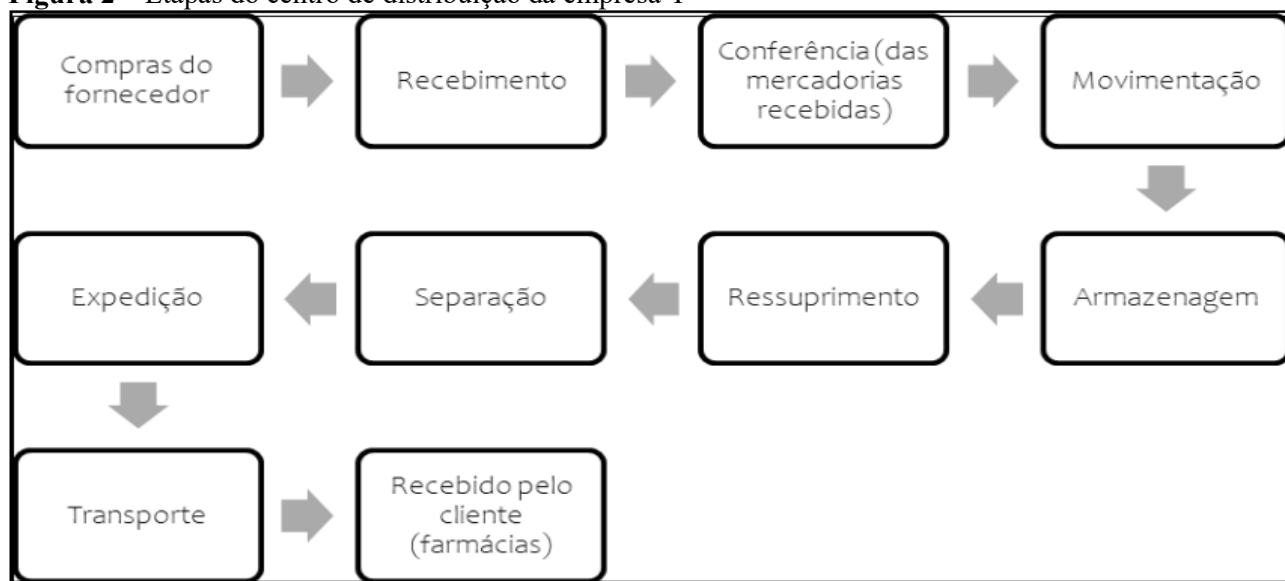 Figura 2 – Etapas do centro de distribuição da empresa Y
Compras do
fornecedor
Recebimento
Conferência (das
mercadorias
recebidas)
Movimentação
Armazenagem
Ressuprimento
Separação
Expedição
Transporte
Recebido pelo
cliente
(farmácias)